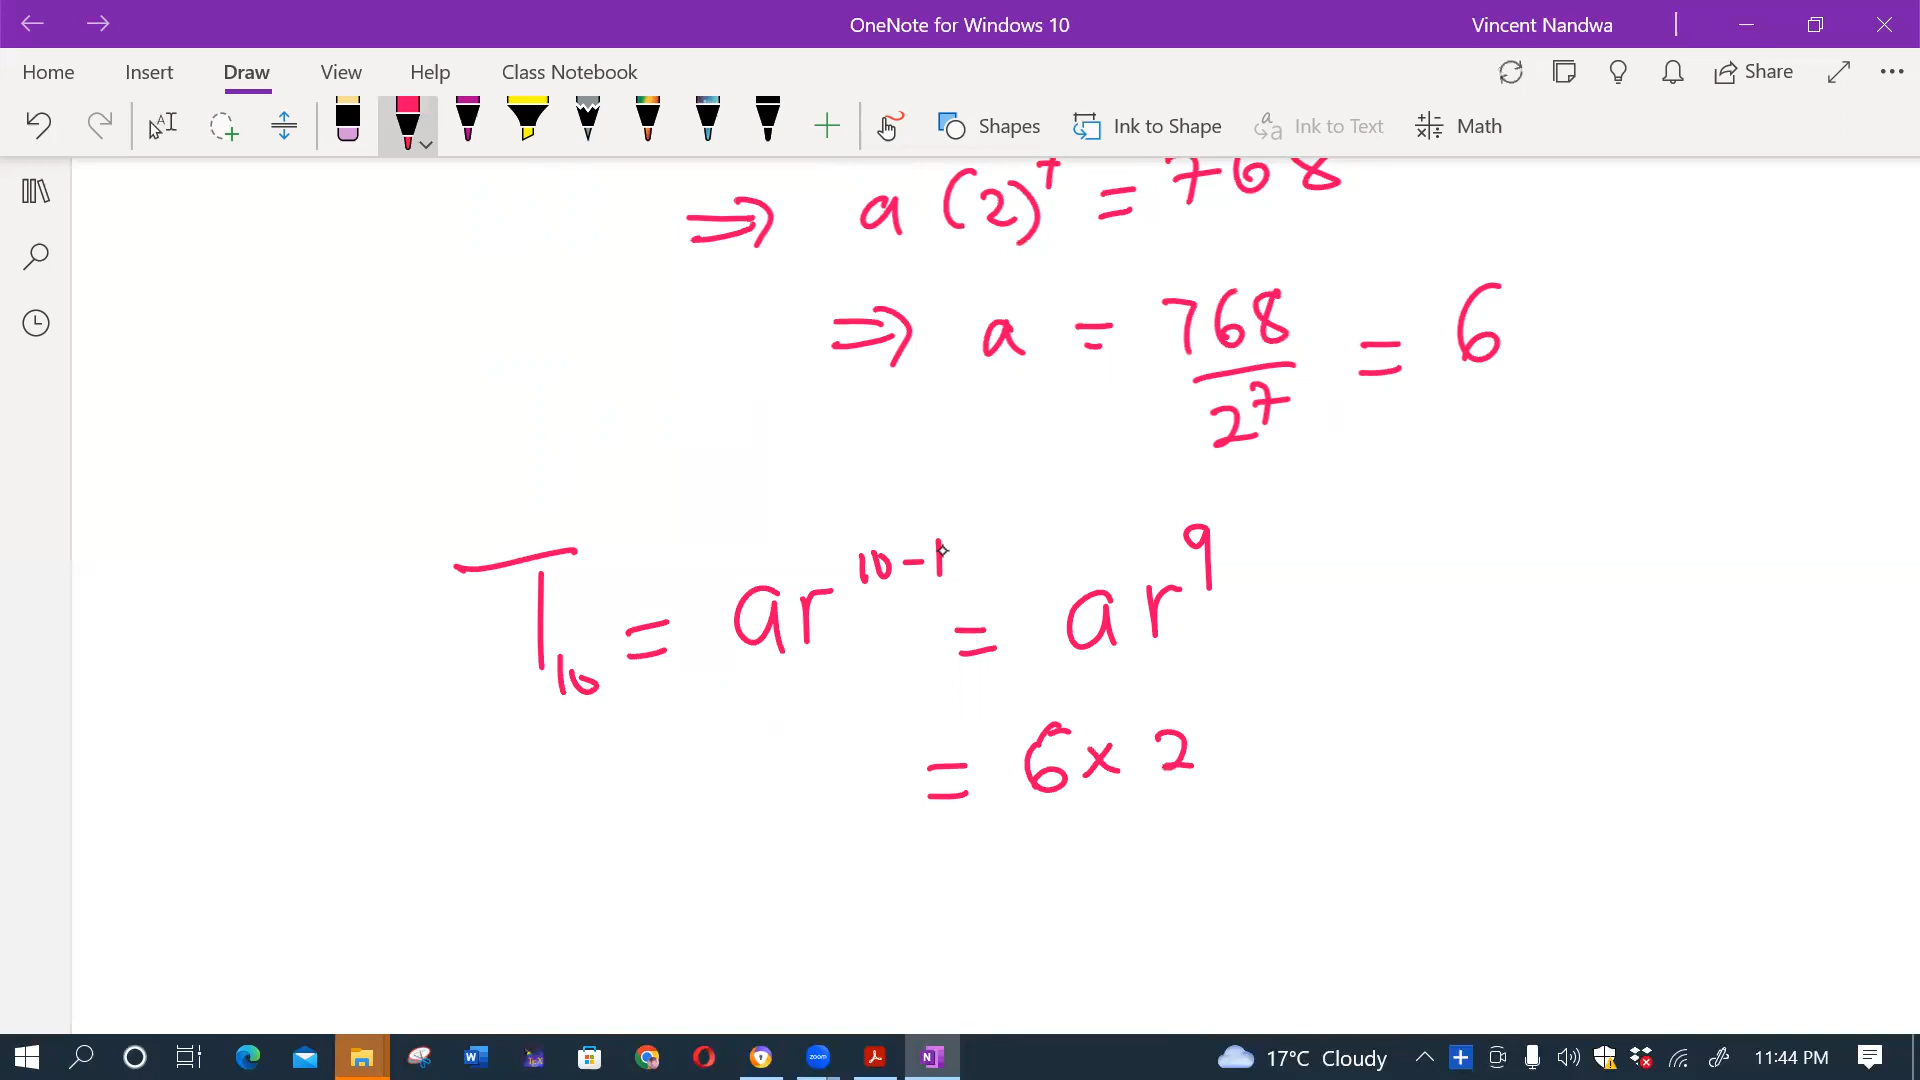 OneNote for Windows 10
Vincent Nandwa
Home Insert Draw View Help Class Notebook
Share
Shapes Ink to Shape Ink to Text Math
⇒ a (2)⁷ = 768
⇒ a = 768/2⁷ = 6
T₁₀ = ar¹⁰⁻¹ = ar⁹
= 6 × 2
17°C Cloudy
11:44 PM